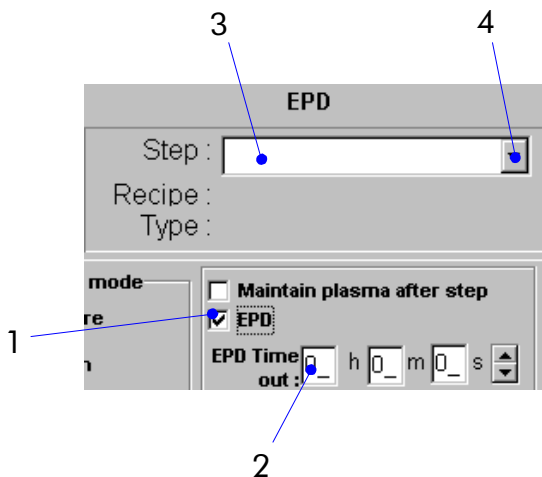 3 4
EPD
Step :
Recipe :
Type :
mode
Maintain plasma after step
re
EPD
1
n
EPD Time out : 0_ h 0_ m 0_ s
2